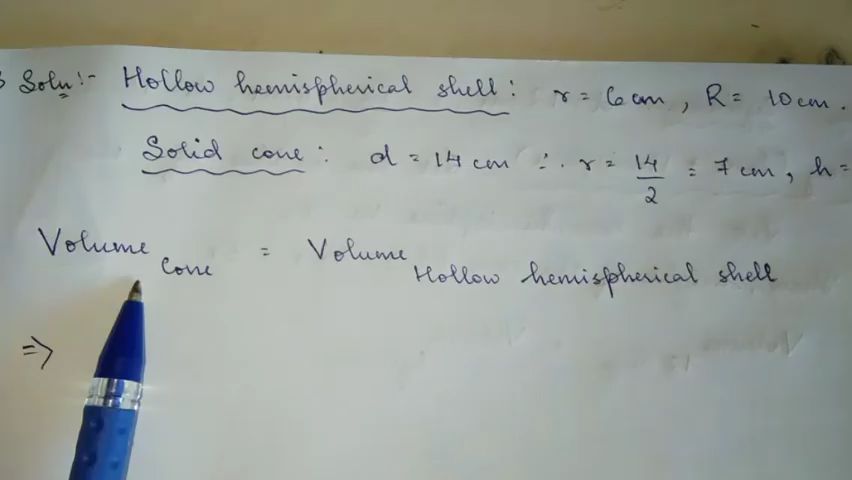 Soln:- Hollow hemispherical shell: r = 6 cm, R = 10 cm.
Solid cone: d = 14 cm ∴ r = 14/2 = 7 cm, h =
Volume cone = Volume Hollow hemispherical shell
⇒